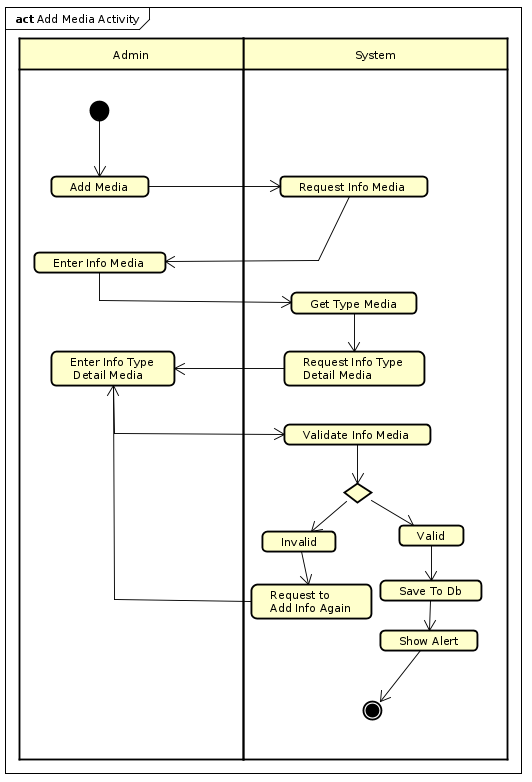 act Add Media Activity
Admin
System
Add Media
Request Info Media
Enter Info Media
Get Type Media
Enter Info Type
Detail Media
Request Info Type
Detail Media
Validate Info Media
Invalid
Valid
Request to
Add Info Again
Save To Db
Show Alert